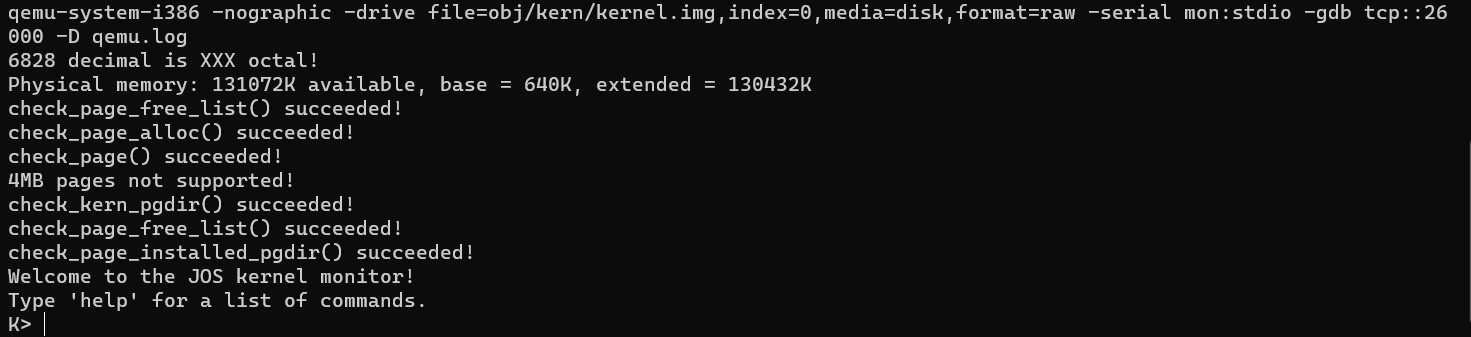 qemu-system-i386 -nographic -drive file=obj/kern/kernel.img,index=0,media=disk,format=raw -serial mon:stdio -gdb tcp::26
000 -D qemu.log
6828 decimal is XXX octal!
Physical memory: 131072K available, base = 640K, extended = 130432K
check_page_free_list() succeeded!
check_page_alloc() succeeded!
check_page() succeeded!
4MB pages not supported!
check_kern_pgdir() succeeded!
check_page_free_list() succeeded!
check_page_installed_pgdir() succeeded!
Welcome to the JOS kernel monitor!
Type 'help' for a list of commands.
K>